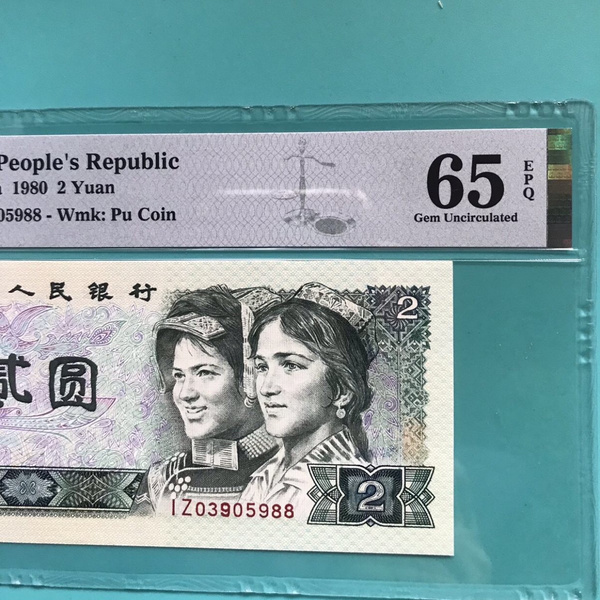 People's Republic
1980 2 Yuan
05988 - Wmk: Pu Coin
65
EPQ
Gem Uncirculated
人民银行
2
贰圆
IZ03905988
2